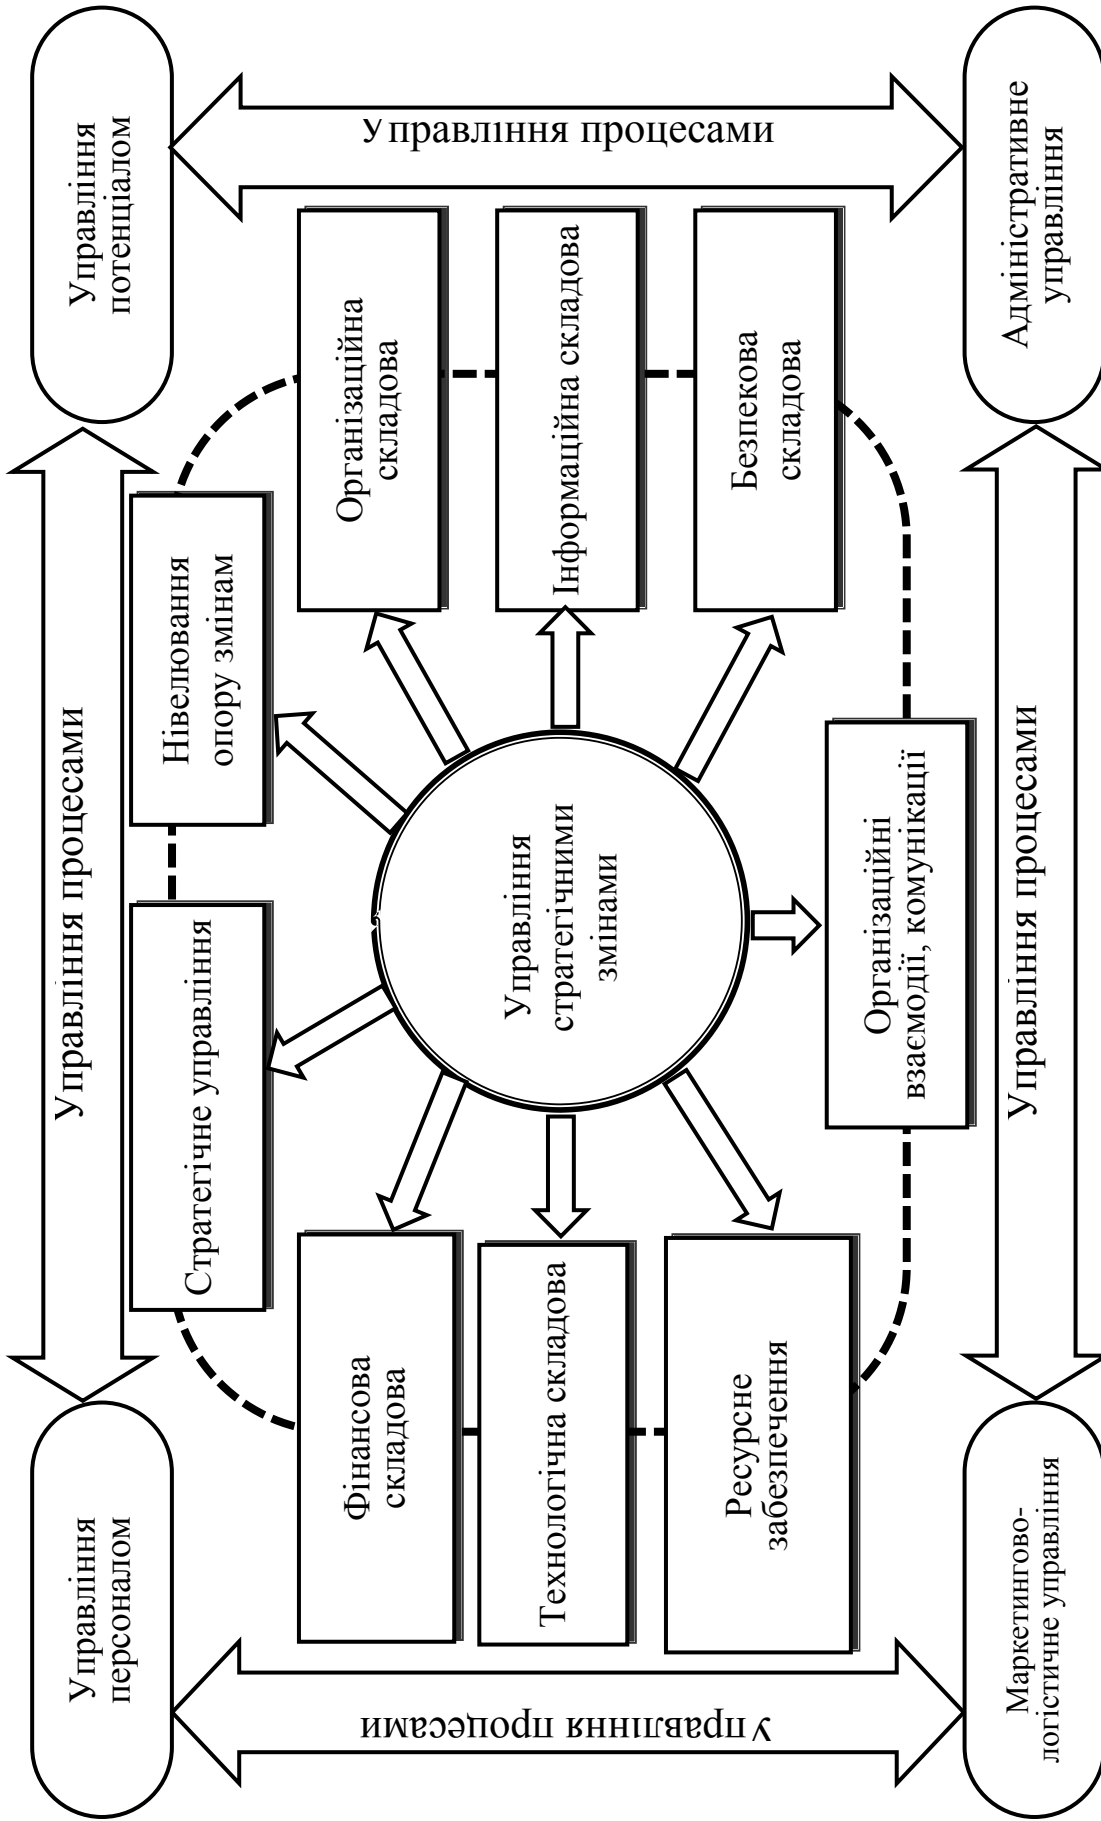 Управління
персоналом
Управління процесами
Управління
потенціалом
Стратегічне управління
Нівелювання
опору змінам
Фінансова
складова
Організаційна
складова
Управління процесами
Управління
стратегічними
змінами
Технологічна складова
Інформаційна складова
Управління процесами
Ресурсне
забезпечення
Безпекова
складова
Організаційні
взаємодії, комунікації
Маркетингово-
логістичне управління
Управління процесами
Адміністративне
управління